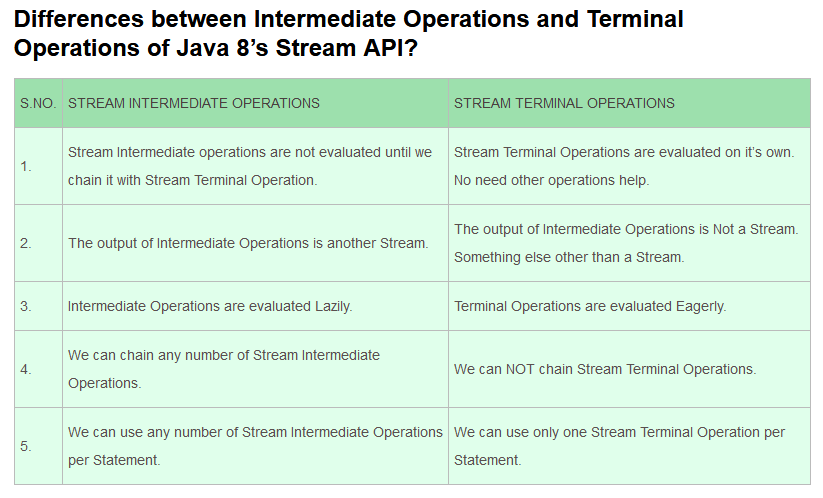 Differences between Intermediate Operations and Terminal
Operations of Java 8’s Stream API?
S.NO. STREAM INTERMEDIATE OPERATIONS STREAM TERMINAL OPERATIONS
1.
Stream Intermediate operations are not evaluated until we
chain it with Stream Terminal Operation.
Stream Terminal Operations are evaluated on it’s own.
No need other operations help.
2.
The output of Intermediate Operations is another Stream.
The output of Intermediate Operations is Not a Stream.
Something else other than a Stream.
3.
Intermediate Operations are evaluated Lazily.
Terminal Operations are evaluated Eagerly.
4.
We can chain any number of Stream Intermediate
Operations.
We can NOT chain Stream Terminal Operations.
5.
We can use any number of Stream Intermediate Operations
per Statement.
We can use only one Stream Terminal Operation per
Statement.